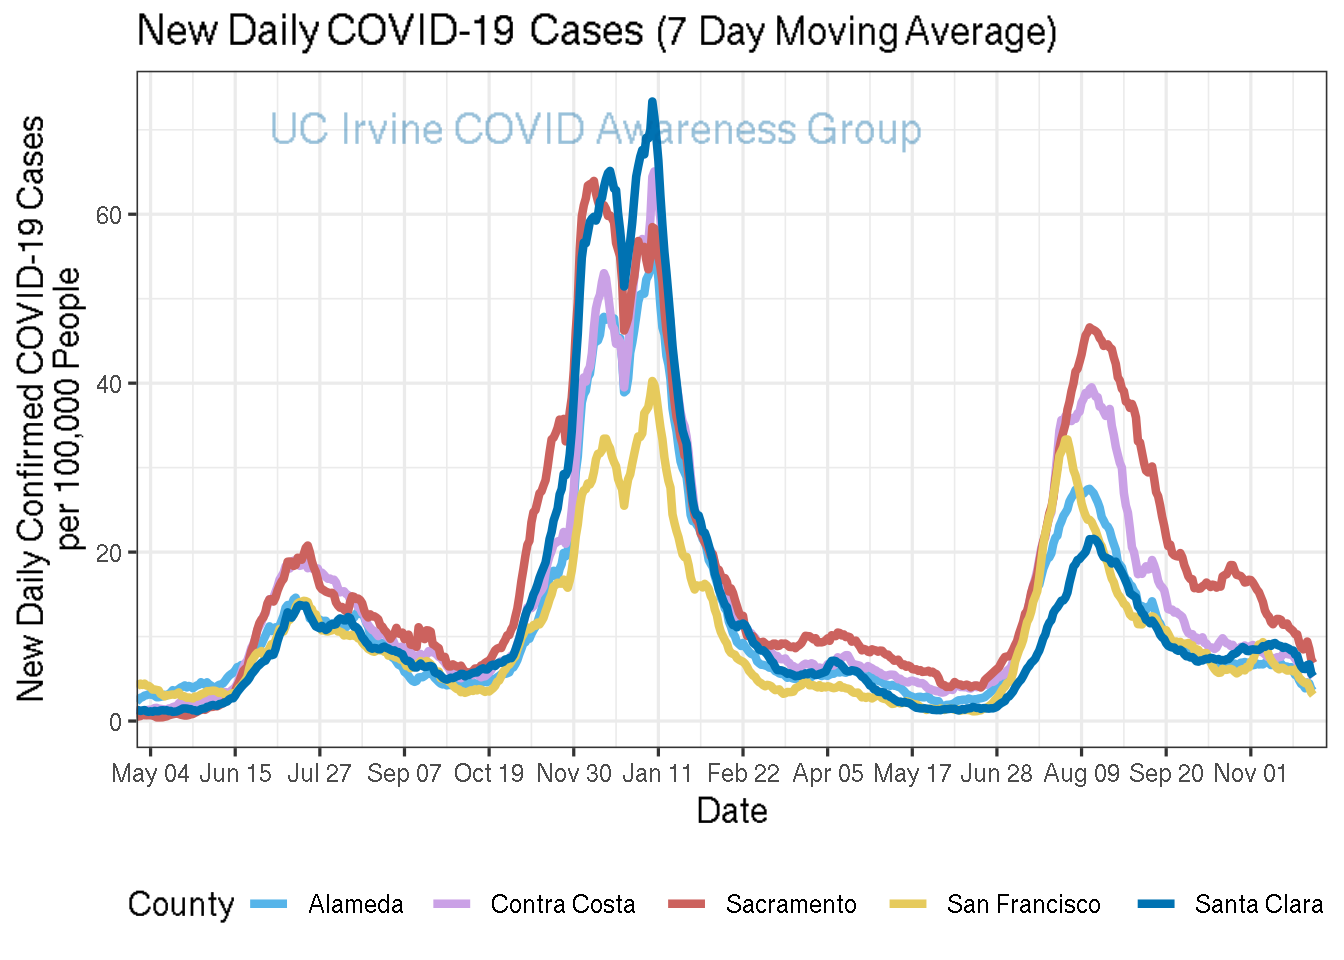 New Daily COVID-19 Cases (7 Day Moving Average)
UC Irvine COVID Awareness Group
New Daily Confirmed COVID-19 Cases
per 100,000 People
60
40
20
0
May 04 Jun 15 Jul 27 Sep 07 Oct 19 Nov 30 Jan 11 Feb 22 Apr 05 May 17 Jun 28 Aug 09 Sep 20 Nov 01
Date
County Alameda Contra Costa Sacramento San Francisco Santa Clara